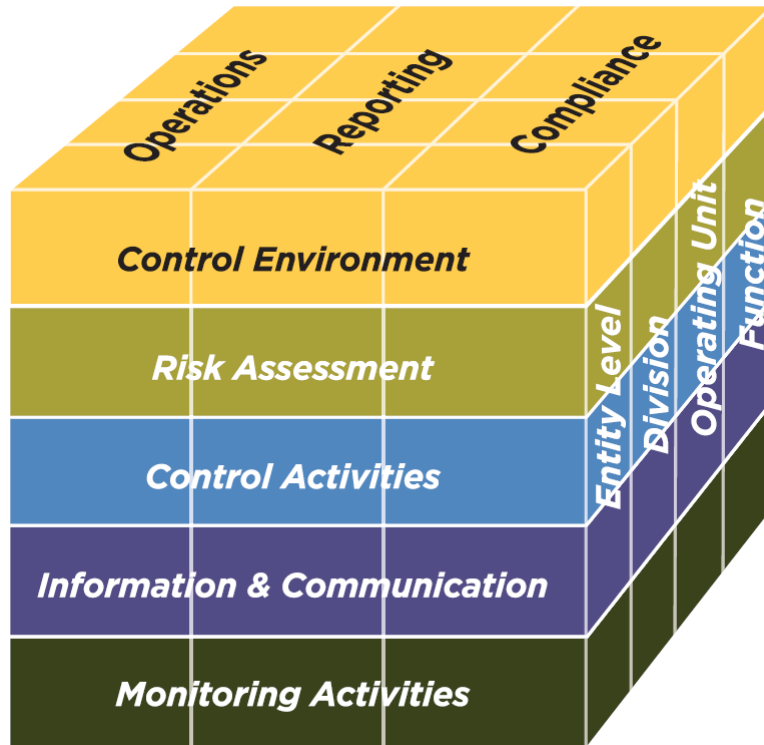 Operations
Reporting
Compliance
Control Environment
Risk Assessment
Control Activities
Information & Communication
Monitoring Activities
Entity Level
Division
Operating Unit
Function